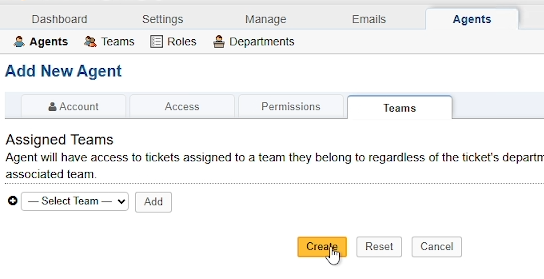 Dashboard Settings Manage Emails Agents
Agents Teams Roles Departments
Add New Agent
Account Access Permissions Teams
Assigned Teams
Agent will have access to tickets assigned to a team they belong to regardless of the ticket's departm
associated team.
— Select Team — Add
Create Reset Cancel